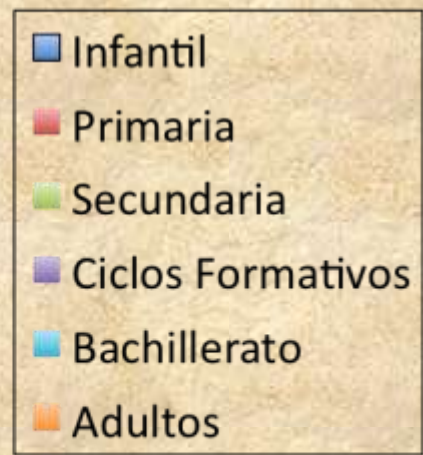 Infantil
Primaria
Secundaria
Ciclos Formativos
Bachillerato
Adultos